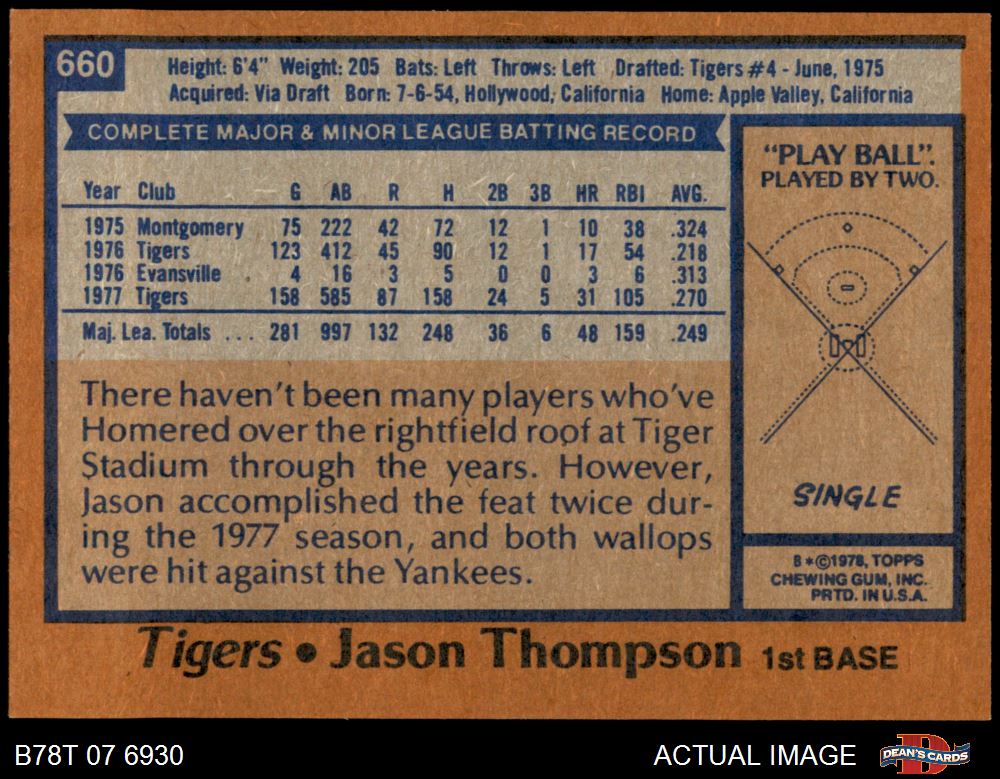 660
Height: 6'4" Weight: 205 Bats: Left Throws: Left Drafted: Tigers #4 - June, 1975
Acquired: Via Draft Born: 7-6-54, Hollywood, California Home: Apple Valley, California
COMPLETE MAJOR & MINOR LEAGUE BATTING RECORD
Year Club G AB R H 2B 3B HR RBI AVG.
1975 Montgomery 75 222 42 72 12 1 10 38 .324
1976 Tigers 123 412 45 90 12 1 17 54 .218
1976 Evansville 4 16 3 5 0 0 3 6 .313
1977 Tigers 158 585 87 158 24 5 31 105 .270
Maj. Lea. Totals . . . 281 997 132 248 36 6 48 159 .249
There haven't been many players who've
Homered over the rightfield roof at Tiger
Stadium through the years. However,
Jason accomplished the feat twice dur-
ing the 1977 season, and both wallops
were hit against the Yankees.
"PLAY BALL".
PLAYED BY TWO.
SINGLE
B*©1978, TOPPS
CHEWING GUM, INC.
PRTD. IN U.S.A.
Tigers • Jason Thompson 1st BASE
B78T 07 6930
ACTUAL IMAGE
DEAN'S CARDS